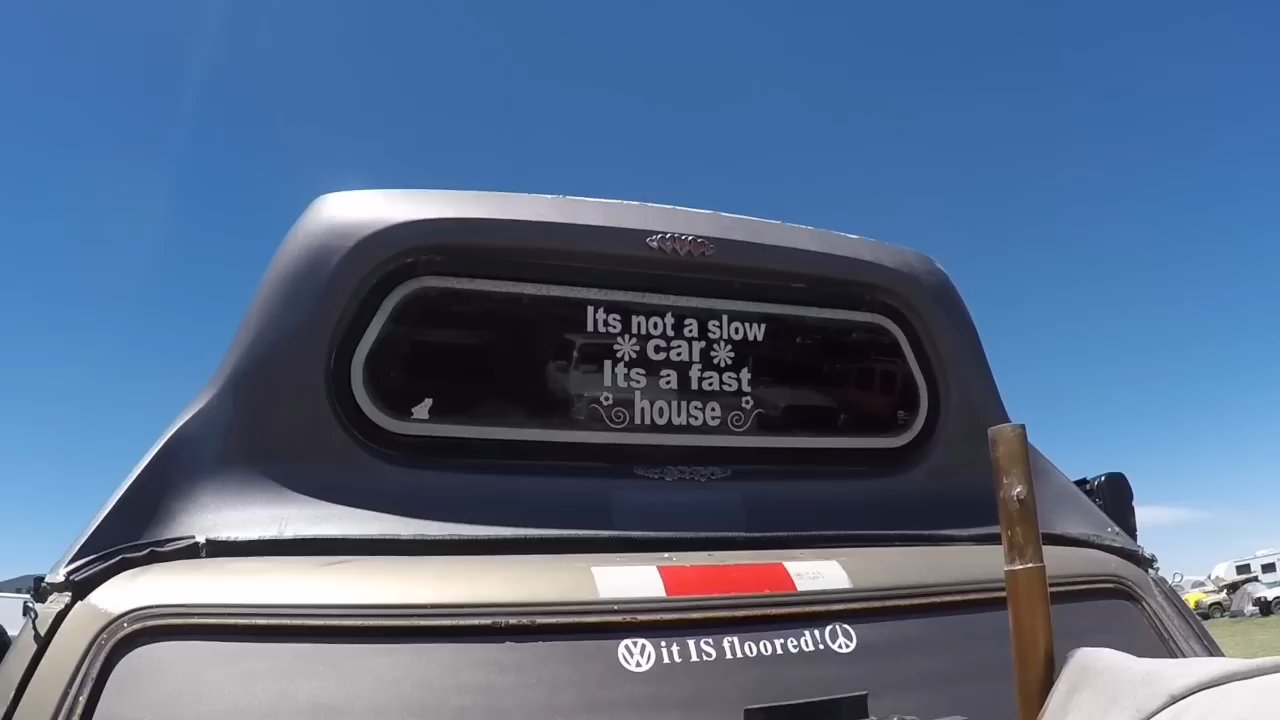 Its not a slow
car
Its a fast
house
it IS floored!